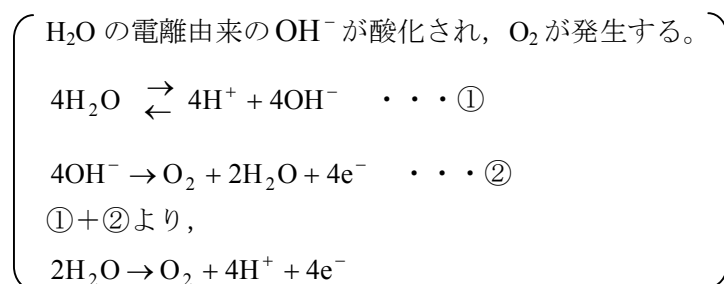 H₂O の電離由来の OH⁻ が酸化され，O₂ が発生する。
4H₂O ⇄ 4H⁺ + 4OH⁻ ・・・①
4OH⁻ → O₂ + 2H₂O + 4e⁻ ・・・②
①＋②より，
2H₂O → O₂ + 4H⁺ + 4e⁻